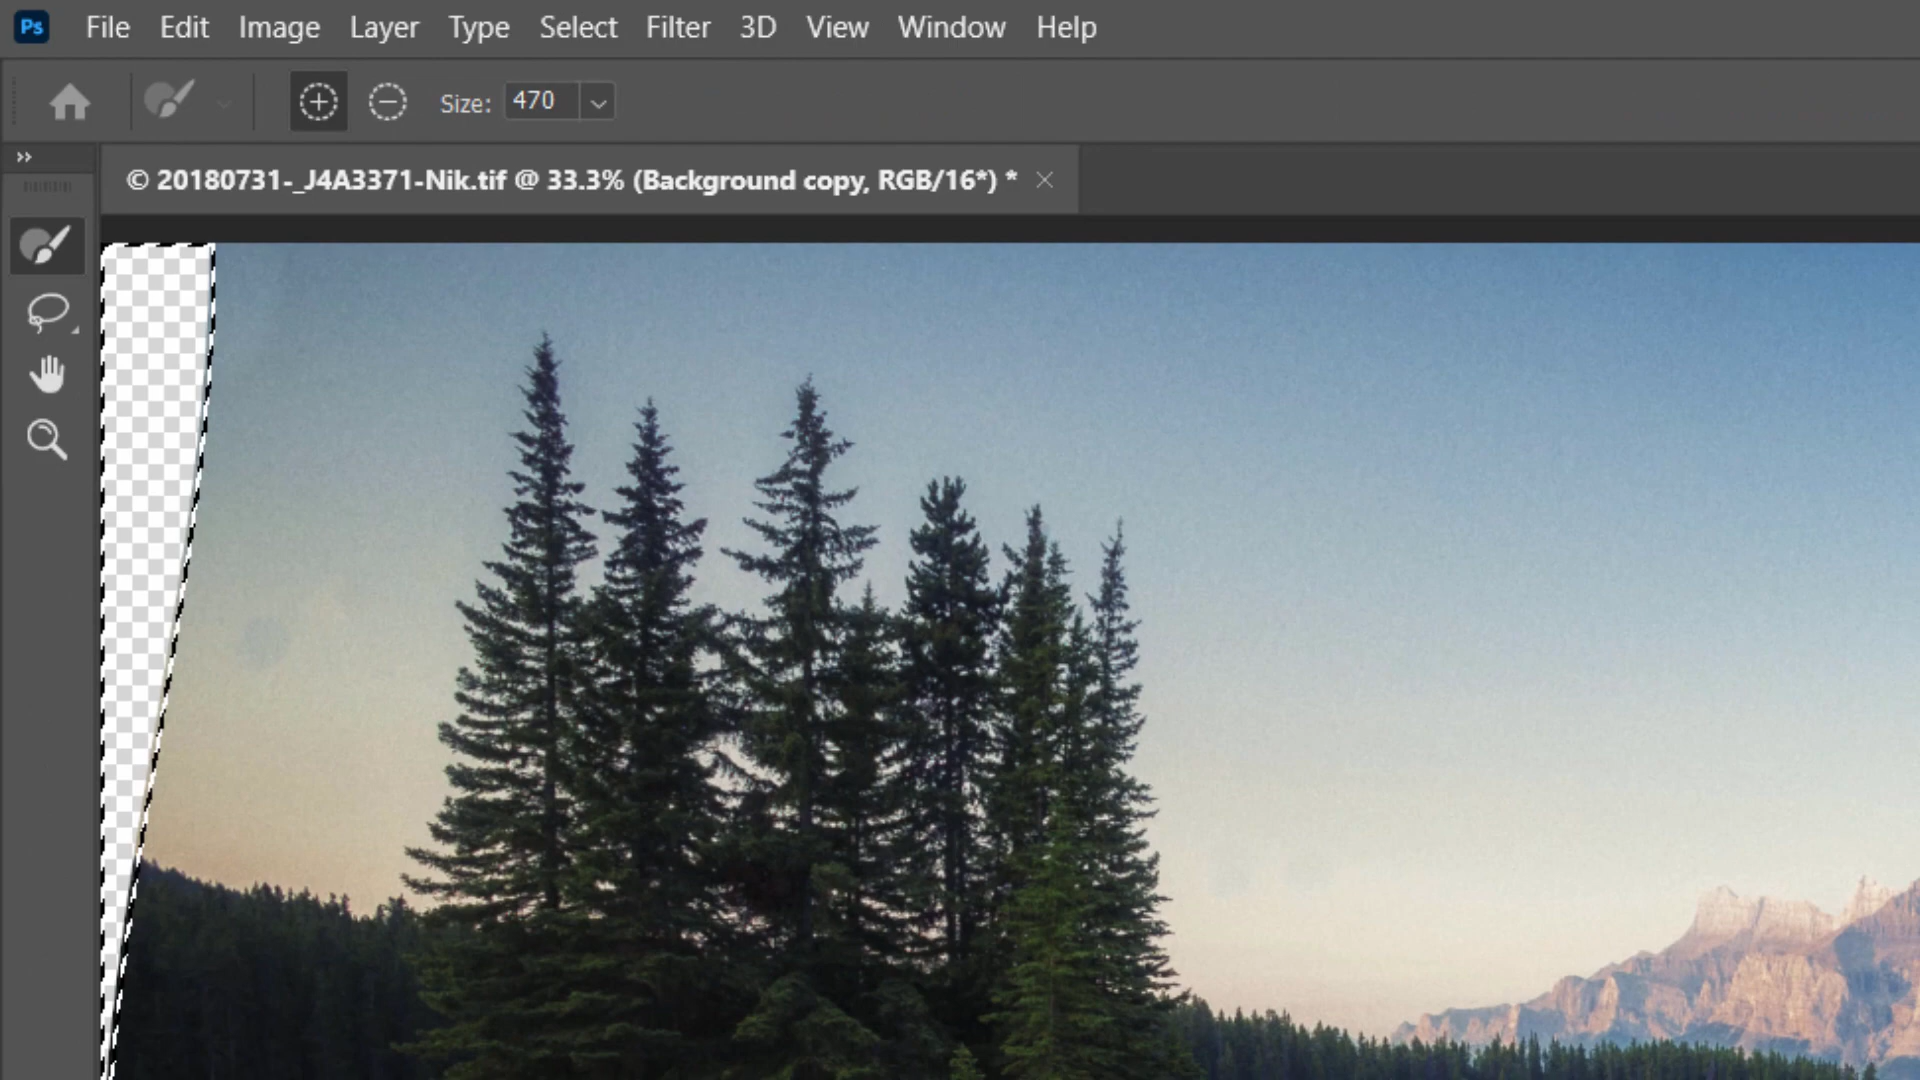 Ps File Edit Image Layer Type Select Filter 3D View Window Help
Size: 470
© 20180731-_J4A3371-Nik.tif @ 33.3% (Background copy, RGB/16*) *